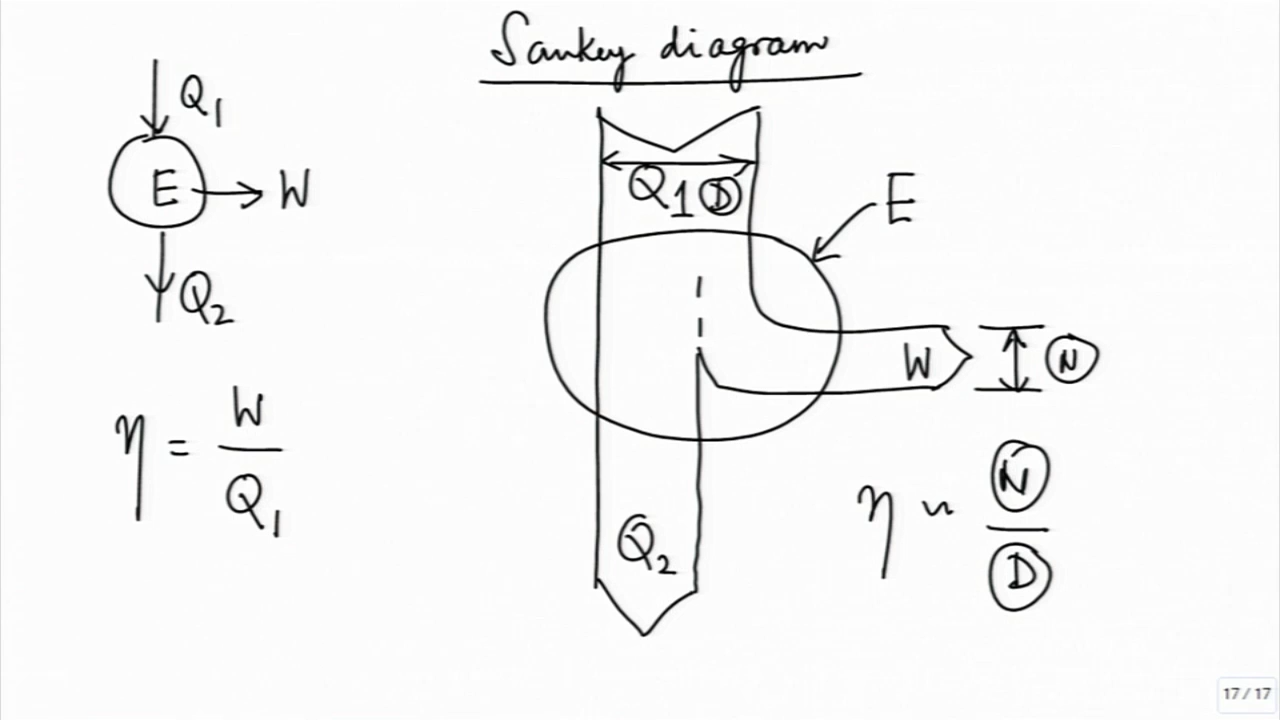 Sankey diagram
Q1
E
W
Q2
η = W / Q1
Q1 D
E
W
N
Q2
η ~ N / D
17 / 17